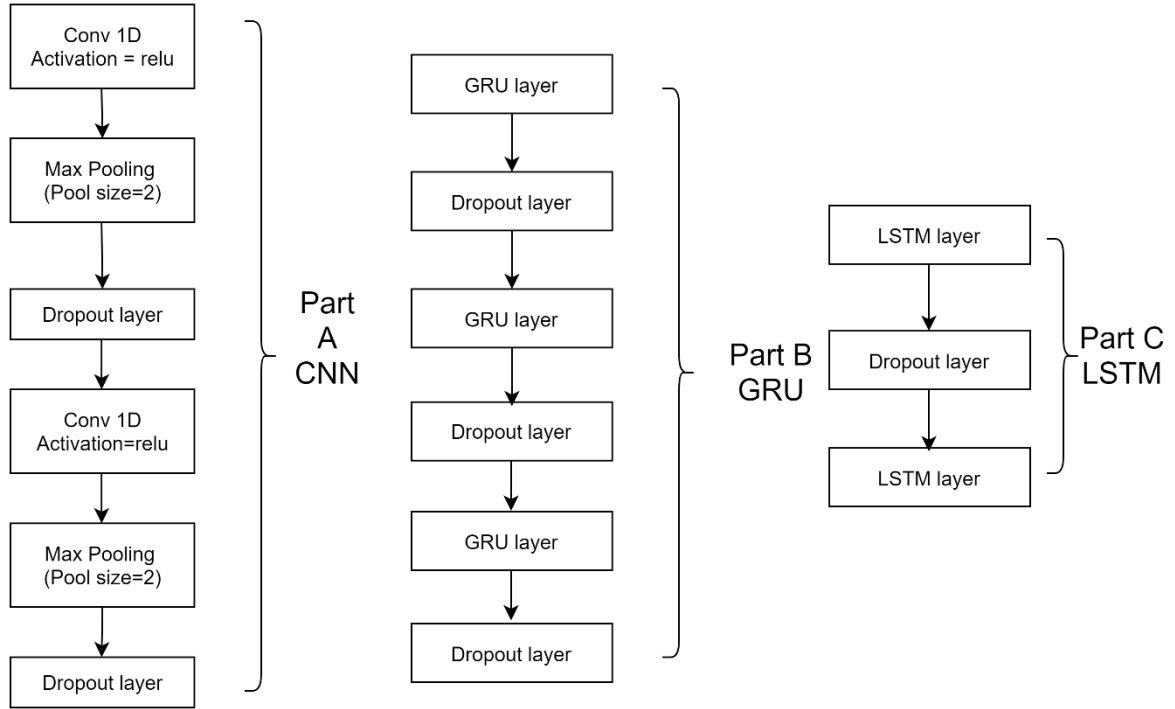 Conv 1D
Activation = relu
Max Pooling
(Pool size=2)
Dropout layer
Conv 1D
Activation=relu
Max Pooling
(Pool size=2)
Dropout layer
Part
A
CNN
GRU layer
Dropout layer
GRU layer
Dropout layer
GRU layer
Dropout layer
Part B
GRU
LSTM layer
Dropout layer
LSTM layer
Part C
LSTM